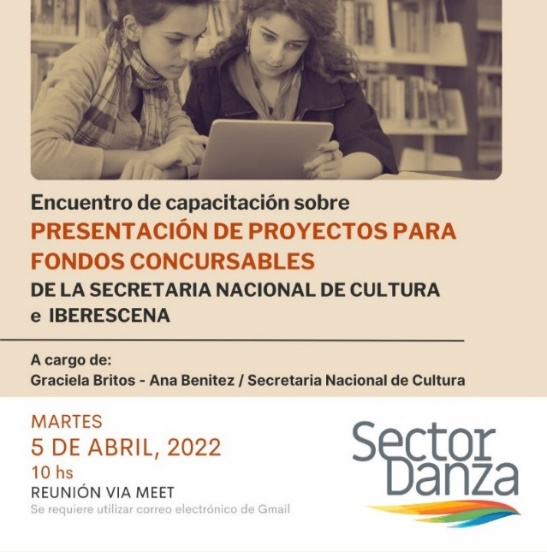 Encuentro de capacitación sobre
PRESENTACIÓN DE PROYECTOS PARA
FONDOS CONCURSABLES
DE LA SECRETARIA NACIONAL DE CULTURA
e IBERESCENA
A cargo de:
Graciela Britos - Ana Benitez / Secretaria Nacional de Cultura
MARTES
5 DE ABRIL, 2022
10 hs
REUNIÓN VIA MEET
Se requiere utilizar correo electrónico de Gmail
Sector
Danza